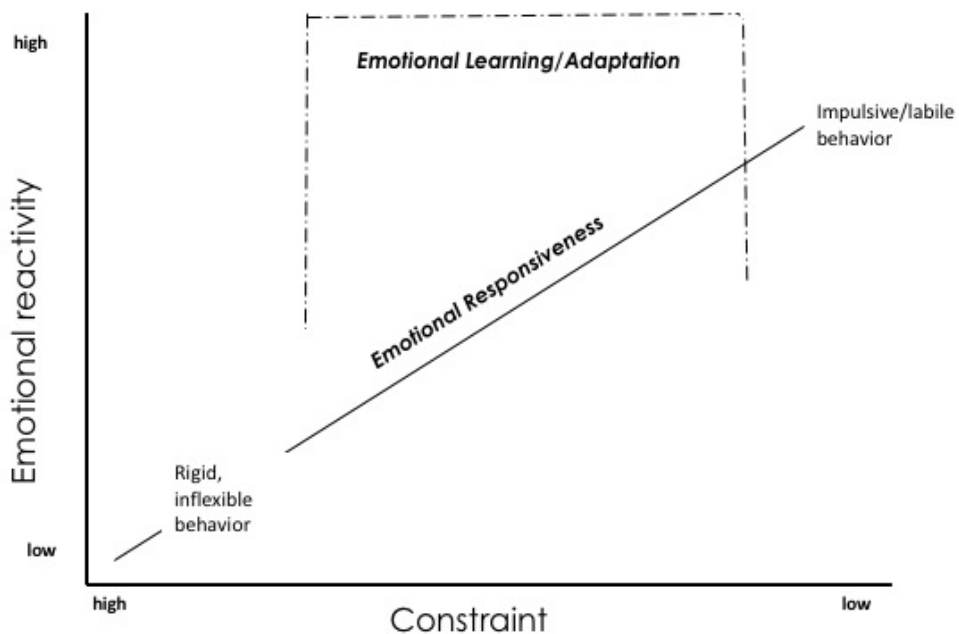 high
Emotional Learning/Adaptation
Impulsive/labile
behavior
Emotional reactivity
Emotional Responsiveness
Rigid,
inflexible
behavior
low
high
Constraint
low